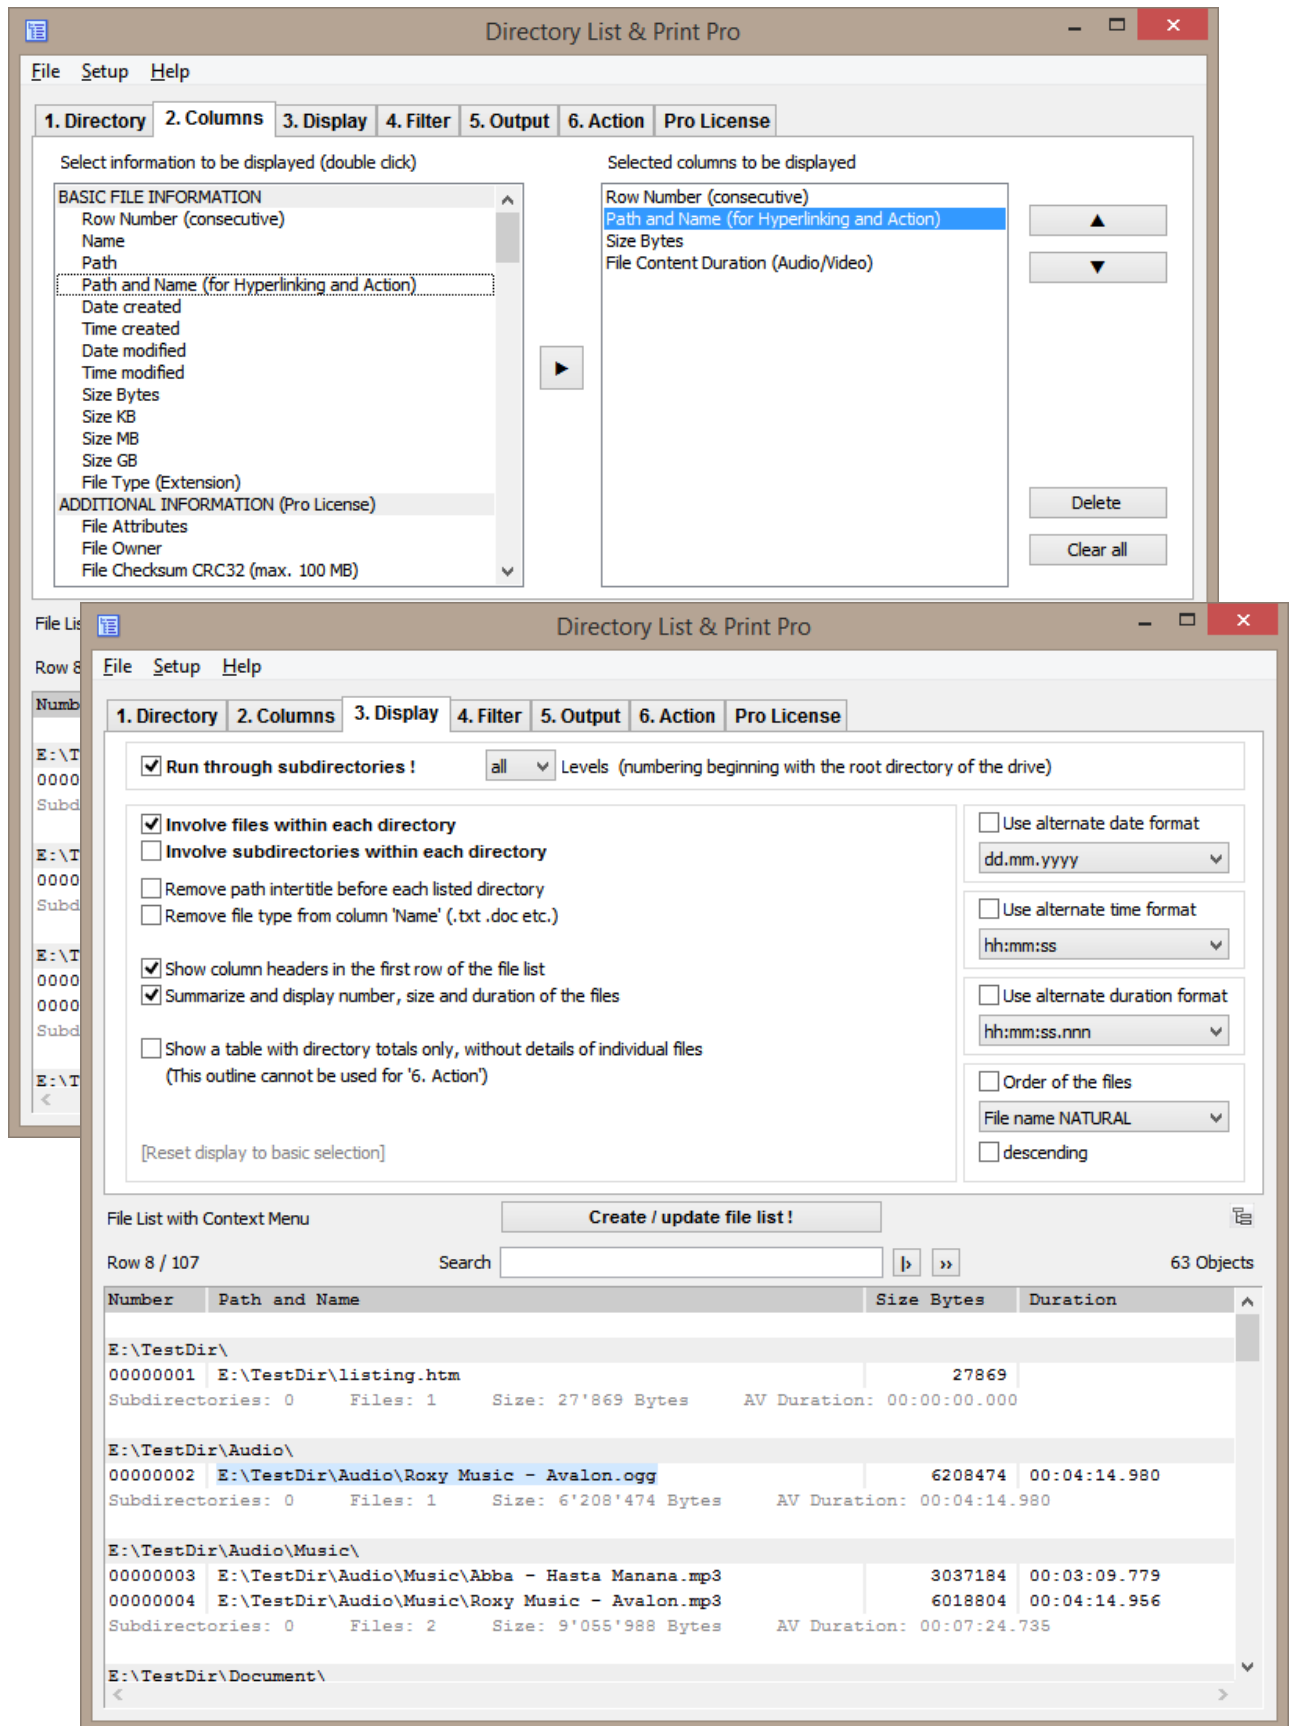 Directory List & Print Pro
File Setup Help
1. Directory 2. Columns 3. Display 4. Filter 5. Output 6. Action Pro License
Select information to be displayed (double click)
BASIC FILE INFORMATION
Row Number (consecutive)
Name
Path
Path and Name (for Hyperlinking and Action)
Date created
Time created
Date modified
Time modified
Size Bytes
Size KB
Size MB
Size GB
File Type (Extension)
ADDITIONAL INFORMATION (Pro License)
File Attributes
File Owner
File Checksum CRC32 (max. 100 MB)
Selected columns to be displayed
Row Number (consecutive)
Path and Name (for Hyperlinking and Action)
Size Bytes
File Content Duration (Audio/Video)
Delete
Clear all
File Lis
Row 8
Numb
E:\T
0000
Subd
E:\T
0000
Subd
E:\T
0000
0000
Subd
E:\T
Directory List & Print Pro
File Setup Help
1. Directory 2. Columns 3. Display 4. Filter 5. Output 6. Action Pro License
Run through subdirectories ! all Levels (numbering beginning with the root directory of the drive)
Involve files within each directory
Involve subdirectories within each directory
Remove path intertitle before each listed directory
Remove file type from column 'Name' (.txt .doc etc.)
Show column headers in the first row of the file list
Summarize and display number, size and duration of the files
Show a table with directory totals only, without details of individual files
(This outline cannot be used for '6. Action')
[Reset display to basic selection]
Use alternate date format
dd.mm.yyyy
Use alternate time format
hh:mm:ss
Use alternate duration format
hh:mm:ss.nnn
Order of the files
File name NATURAL
descending
File List with Context Menu Create / update file list !
Row 8 / 107 Search 63 Objects
Number Path and Name Size Bytes Duration
E:\TestDir\
00000001 E:\TestDir\listing.htm 27869
Subdirectories: 0 Files: 1 Size: 27'869 Bytes AV Duration: 00:00:00.000
E:\TestDir\Audio\
00000002 E:\TestDir\Audio\Roxy Music - Avalon.ogg 6208474 00:04:14.980
Subdirectories: 0 Files: 1 Size: 6'208'474 Bytes AV Duration: 00:04:14.980
E:\TestDir\Audio\Music\
00000003 E:\TestDir\Audio\Music\Abba - Hasta Manana.mp3 3037184 00:03:09.779
00000004 E:\TestDir\Audio\Music\Roxy Music - Avalon.mp3 6018804 00:04:14.956
Subdirectories: 0 Files: 2 Size: 9'055'988 Bytes AV Duration: 00:07:24.735
E:\TestDir\Document\